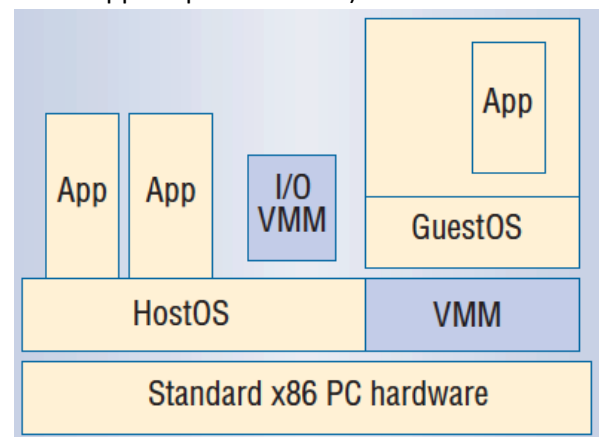 App
App
App
I/O
VMM
GuestOS
HostOS
VMM
Standard x86 PC hardware